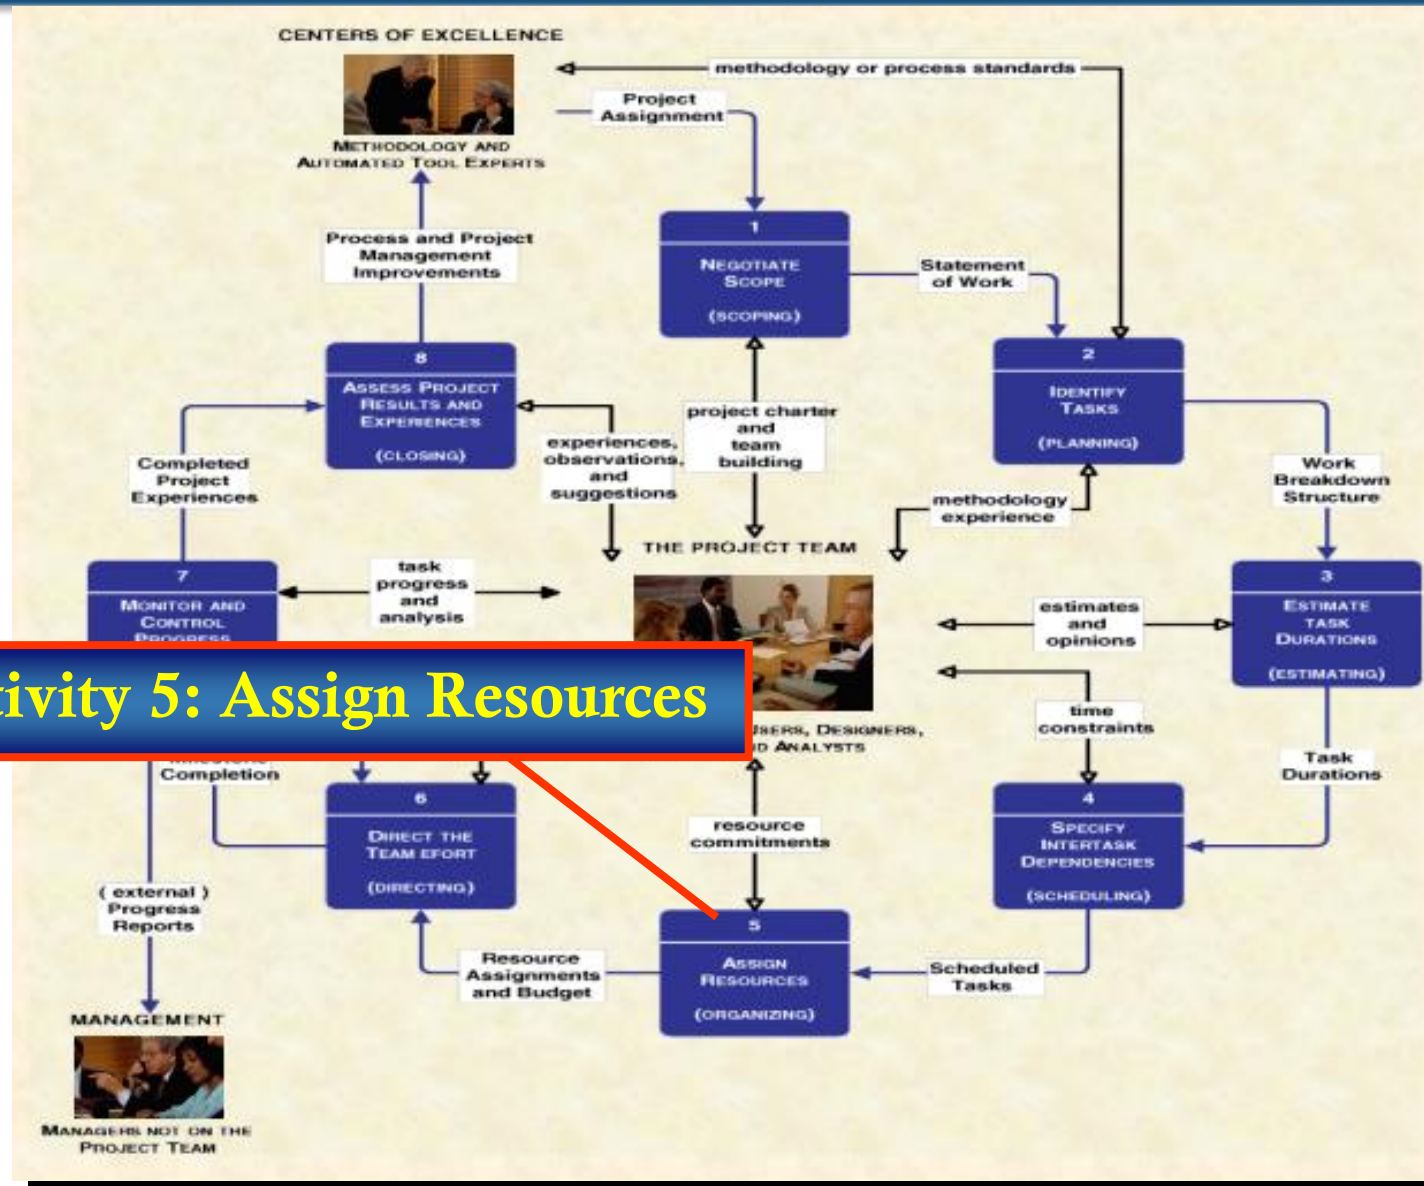 CENTERS OF EXCELLENCE
METHODOLOGY AND
AUTOMATED TOOL EXPERTS
methodology or process standards
Project
Assignment
1
NEGOTIATE
SCOPE
(SCOPING)
Process and Project
Management
Improvements
Statement
of Work
2
IDENTIFY
TASKS
(PLANNING)
8
ASSESS PROJECT
RESULTS AND
EXPERIENCES
(CLOSING)
project charter
and
team
building
experiences,
observations,
and
suggestions
Completed
Project
Experiences
Work
Breakdown
Structure
methodology
experience
THE PROJECT TEAM
7
MONITOR AND
CONTROL
PROGRESS
task
progress
and
analysis
estimates
and
opinions
3
ESTIMATE
TASK
DURATIONS
(ESTIMATING)
tivity 5: Assign Resources
USERS, DESIGNERS,
ND ANALYSTS
time
constraints
Task
Durations
Completion
6
DIRECT THE
TEAM EFORT
(DIRECTING)
resource
commitments
4
SPECIFY
INTERTASK
DEPENDENCIES
(SCHEDULING)
( external )
Progress
Reports
5
ASSIGN
RESOURCES
(ORGANIZING)
Resource
Assignments
and Budget
Scheduled
Tasks
MANAGEMENT
MANAGERS NOT ON THE
PROJECT TEAM